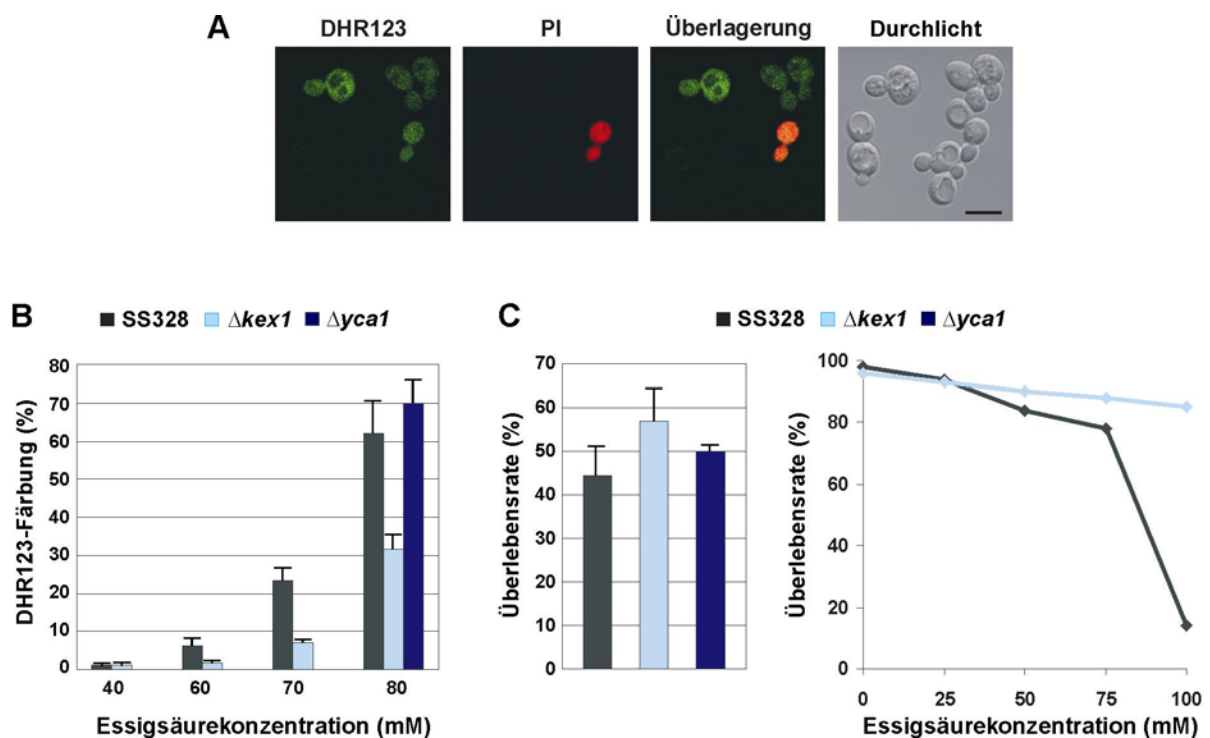 A
DHR123 PI Überlagerung Durchlicht
B
SS328 Δkex1 Δyca1
DHR123-Färbung (%)
80
70
60
50
40
30
20
10
0
40 60 70 80
Essigsäurekonzentration (mM)
C
SS328 Δkex1 Δyca1
Überlebensrate (%)
70
60
50
40
30
20
10
0
Überlebensrate (%)
100
80
60
40
20
0
0 25 50 75 100
Essigsäurekonzentration (mM)